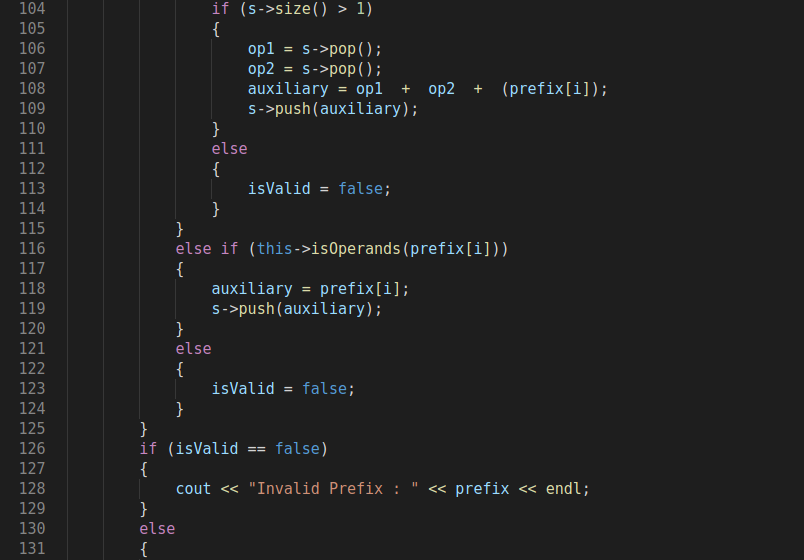 104 if (s->size() > 1)
105 {
106 op1 = s->pop();
107 op2 = s->pop();
108 auxiliary = op1  +  op2  +  (prefix[i]);
109 s->push(auxiliary);
110 }
111 else
112 {
113 isValid = false;
114 }
115 }
116 else if (this->isOperands(prefix[i]))
117 {
118 auxiliary = prefix[i];
119 s->push(auxiliary);
120 }
121 else
122 {
123 isValid = false;
124 }
125 }
126 if (isValid == false)
127 {
128 cout << "Invalid Prefix : " << prefix << endl;
129 }
130 else
131 {